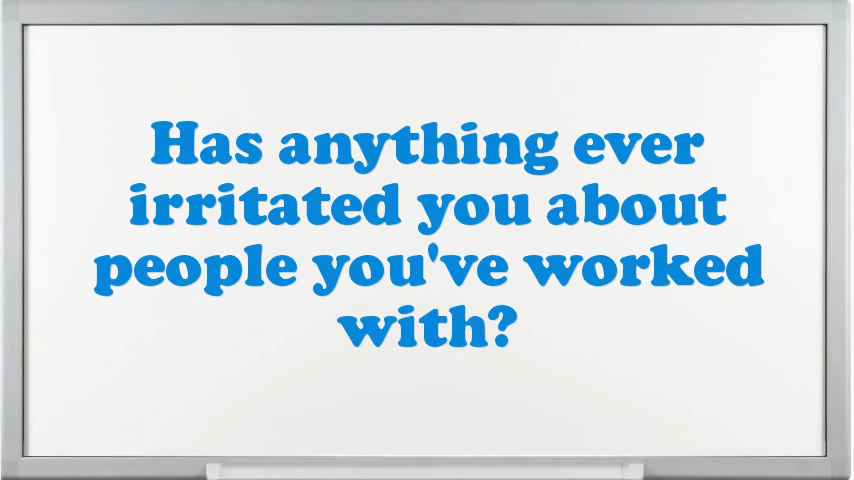 Has anything ever
irritated you about
people you've worked
with?